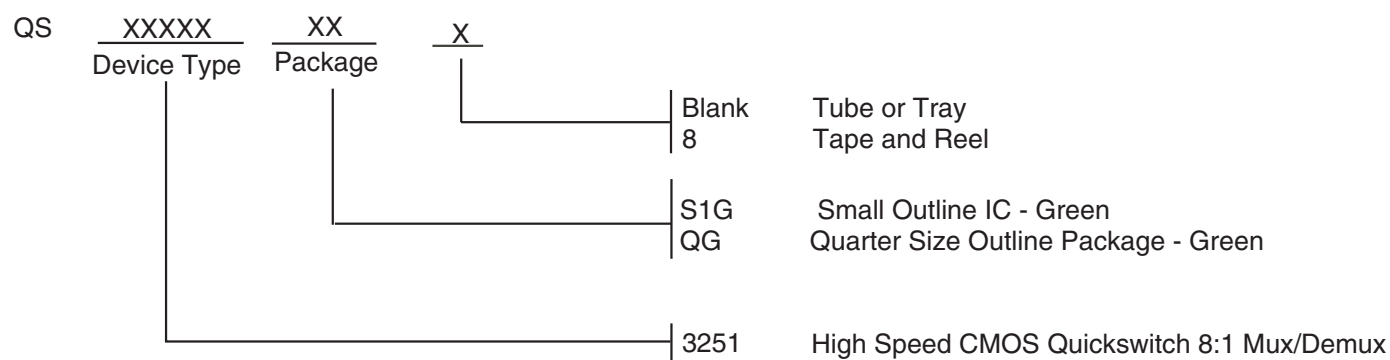 QS XXXXX XX X
Device Type Package
Blank Tube or Tray
8 Tape and Reel
S1G Small Outline IC - Green
QG Quarter Size Outline Package - Green
3251 High Speed CMOS Quickswitch 8:1 Mux/Demux